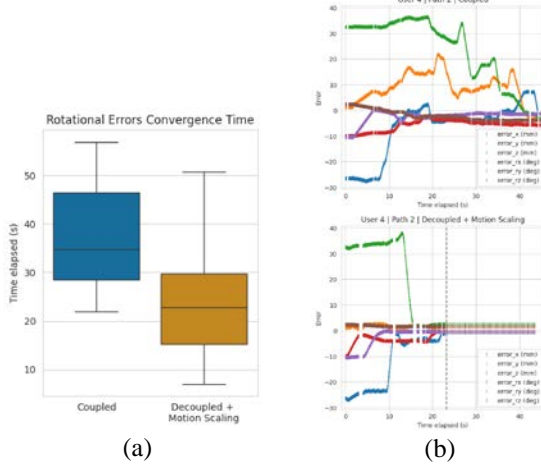 User 4 | Path 2 | Coupled
40
30
20
10
0
-10
-20
-30
Error
0
10
20
30
40
Time elapsed (s)
error_x (mm)
error_y (mm)
error_z (mm)
error_rx (deg)
error_ry (deg)
error_rz (deg)
Rotational Errors Convergence Time
50
40
30
20
10
Time elapsed (s)
Coupled
Decoupled +
Motion Scaling
User 4 | Path 2 | Decoupled + Motion Scaling
40
30
20
10
0
-10
-20
-30
Error
0
10
20
30
40
Time elapsed (s)
error_x (mm)
error_y (mm)
error_z (mm)
error_rx (deg)
error_ry (deg)
error_rz (deg)
(a)
(b)